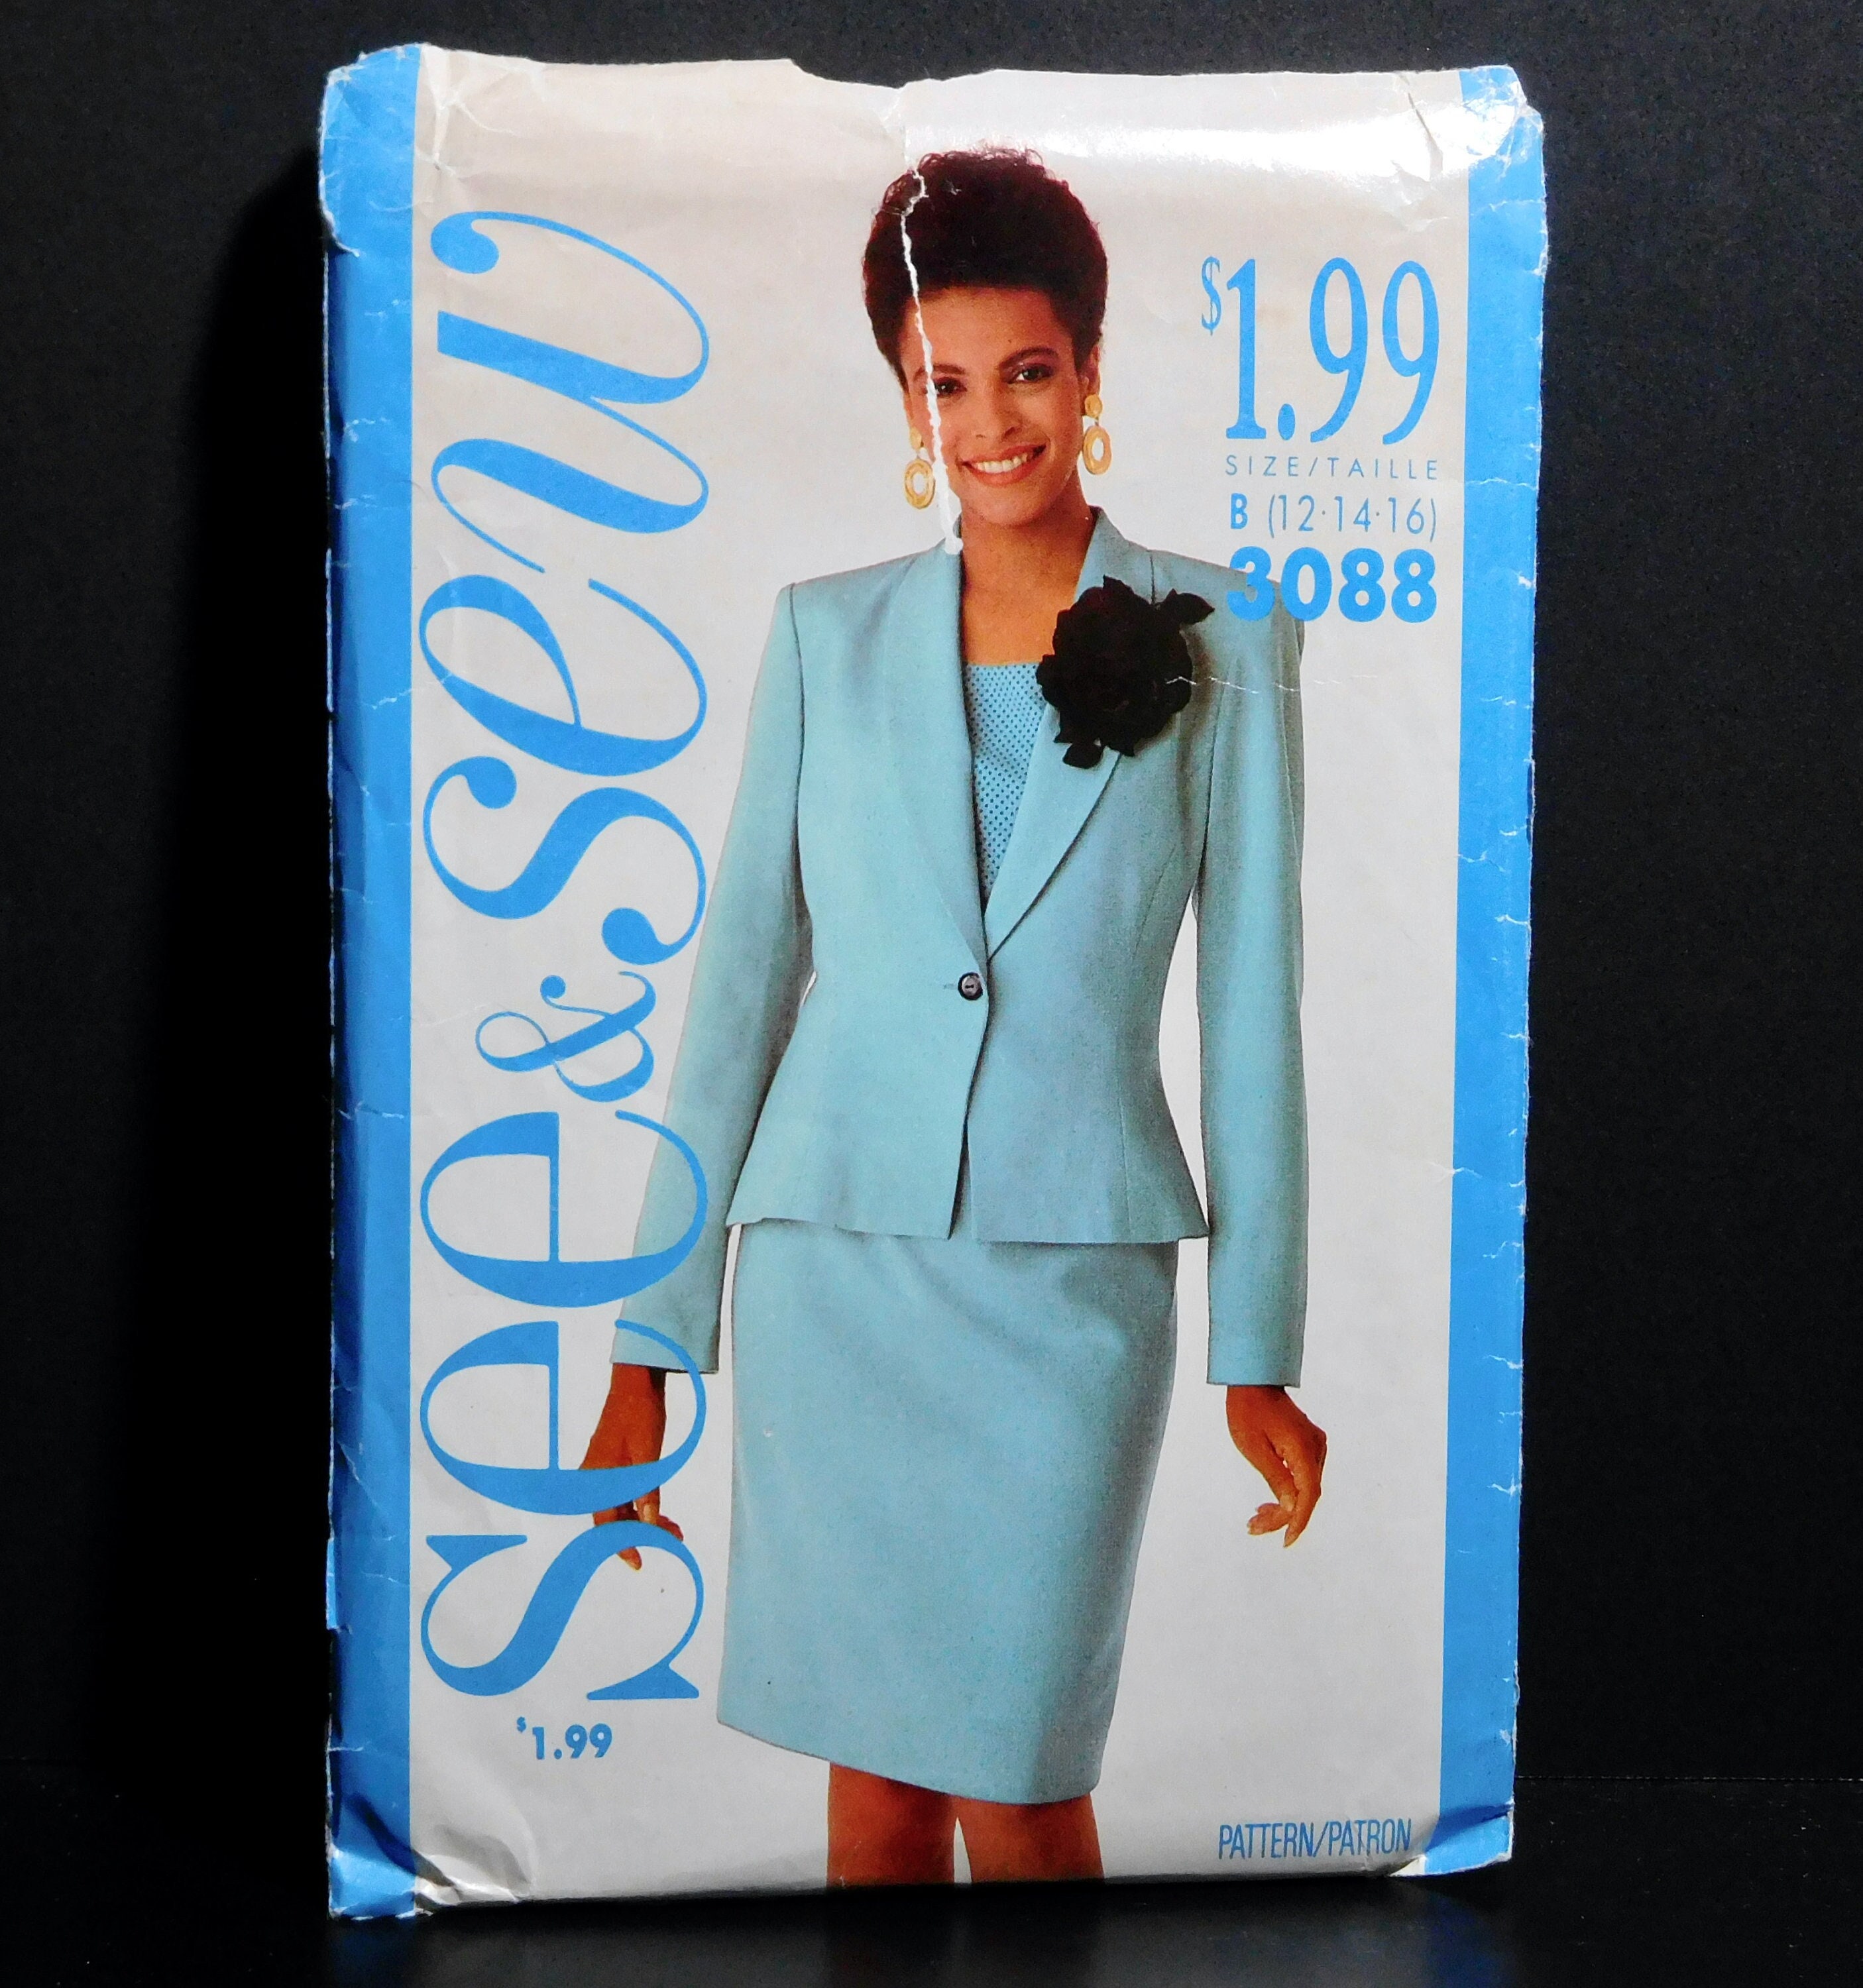 See & Sew
$1.99
SIZE/TAILLE
B (12·14·16)
3088
$1.99
PATTERN/PATRON